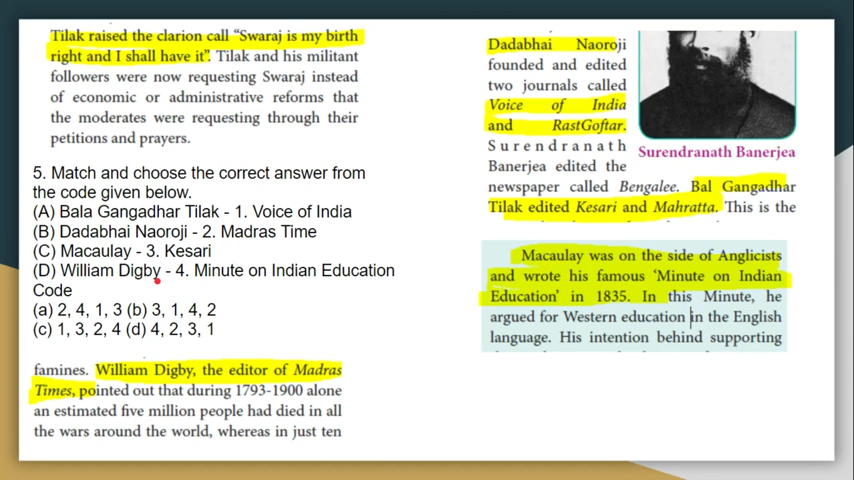 Tilak raised the clarion call “Swaraj is my birth
right and I shall have it”. Tilak and his militant
followers were now requesting Swaraj instead
of economic or administrative reforms that
the moderates were requesting through their
petitions and prayers.
5. Match and choose the correct answer from
the code given below.
(A) Bala Gangadhar Tilak - 1. Voice of India
(B) Dadabhai Naoroji - 2. Madras Time
(C) Macaulay - 3. Kesari
(D) William Digby - 4. Minute on Indian Education
Code
(a) 2, 4, 1, 3 (b) 3, 1, 4, 2
(c) 1, 3, 2, 4 (d) 4, 2, 3, 1
famines. William Digby, the editor of Madras
Times, pointed out that during 1793-1900 alone
an estimated five million people had died in all
the wars around the world, whereas in just ten
Dadabhai Naoroji
founded and edited
two journals called
Voice of India
and RastGoftar.
Surendranath
Banerjea edited the
newspaper called Bengalee. Bal Gangadhar
Tilak edited Kesari and Mahratta. This is the
Surendranath Banerjea
Macaulay was on the side of Anglicists
and wrote his famous ‘Minute on Indian
Education’ in 1835. In this Minute, he
argued for Western education in the English
language. His intention behind supporting